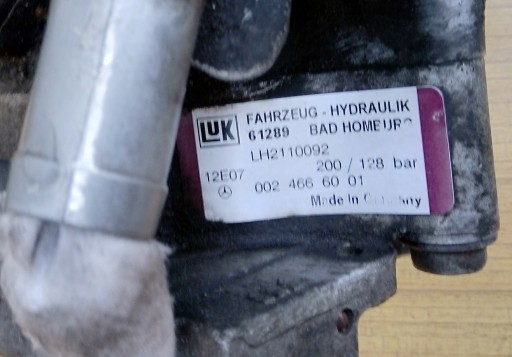 LUK FAHRZEUG - HYDRAULIK
61289 BAD HOMBURG
LH2110092
200 / 128 bar
12E07
002 466 60 01
Made In Germany